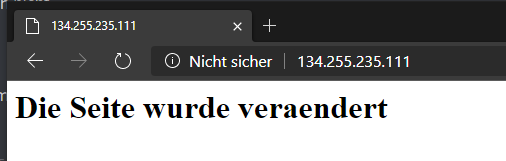 134.255.235.111
Nicht sicher 134.255.235.111
Die Seite wurde veraendert